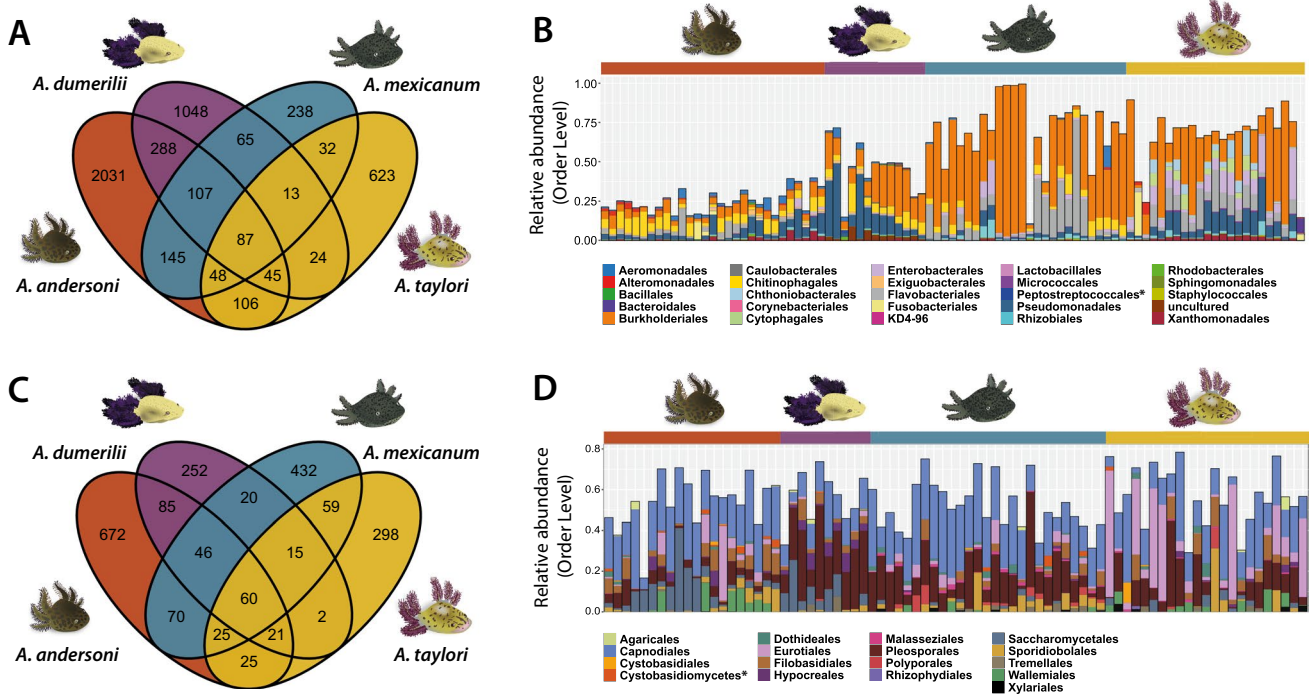 A
A. dumerilii
A. mexicanum
1048
238
65
288
32
2031
623
107
13
87
145
24
48
45
106
A. andersoni
A. taylori
B
Relative abundance
(Order Level)
1.00
0.75
0.50
0.25
0.00
Aeromonadales
Alteromonadales
Bacillales
Bacteroidales
Burkholderiales
Caulobacterales
Chitinophagales
Chthoniobacterales
Corynebacteriales
Cytophagales
Enterobacterales
Exiguobacterales
Flavobacteriales
Fusobacteriales
KD4-96
Lactobacillales
Micrococcales
Peptostreptococcales*
Pseudomonadales
Rhizobiales
Rhodobacterales
Sphingomonadales
Staphylococcales
uncultured
Xanthomonadales
C
A. dumerilii
A. mexicanum
252
432
20
85
59
672
298
46
15
60
70
2
25
21
25
A. andersoni
A. taylori
D
Relative abundance
(Order Level)
0.8
0.6
0.4
0.2
0.0
Agaricales
Capnodiales
Cystobasidiales
Cystobasidiomycetes*
Dothideales
Eurotiales
Filobasidiales
Hypocreales
Malasseziales
Pleosporales
Polyporales
Rhizophydiales
Saccharomycetales
Sporidiobolales
Tremellales
Wallemiales
Xylariales